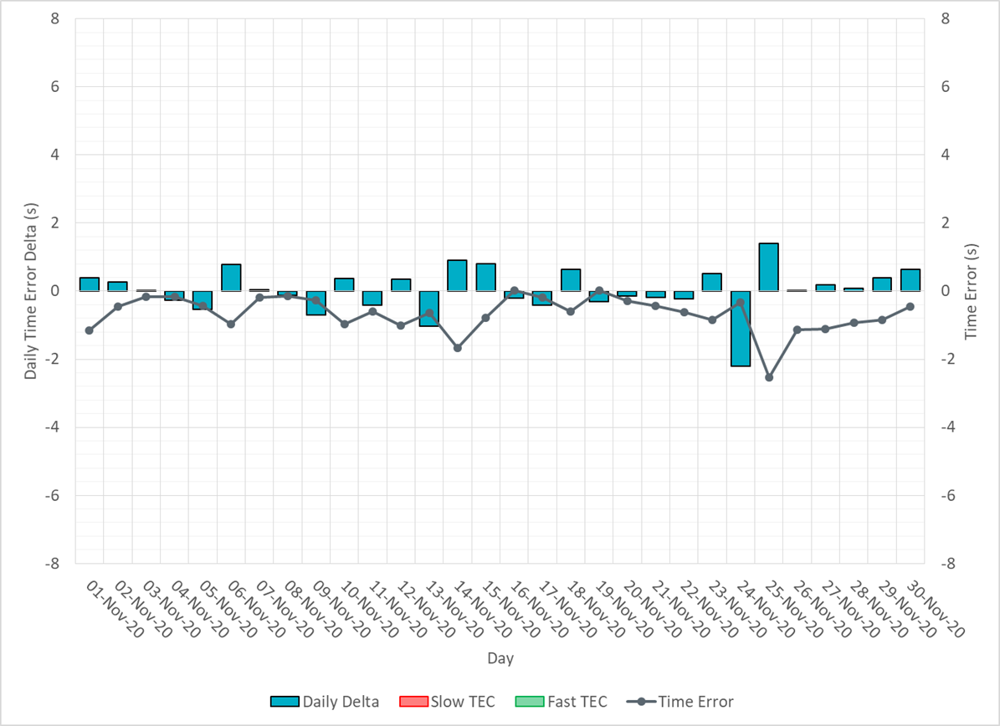 8
6
4
2
0
-2
-4
-6
-8
Daily Time Error Delta (s)
8
6
4
2
0
-2
-4
-6
-8
Time Error (s)
01-Nov-20
02-Nov-20
03-Nov-20
04-Nov-20
05-Nov-20
06-Nov-20
07-Nov-20
08-Nov-20
09-Nov-20
10-Nov-20
11-Nov-20
12-Nov-20
13-Nov-20
14-Nov-20
15-Nov-20
16-Nov-20
17-Nov-20
18-Nov-20
19-Nov-20
20-Nov-20
21-Nov-20
22-Nov-20
23-Nov-20
24-Nov-20
25-Nov-20
26-Nov-20
27-Nov-20
28-Nov-20
29-Nov-20
30-Nov-20
Day
Daily Delta Slow TEC Fast TEC Time Error